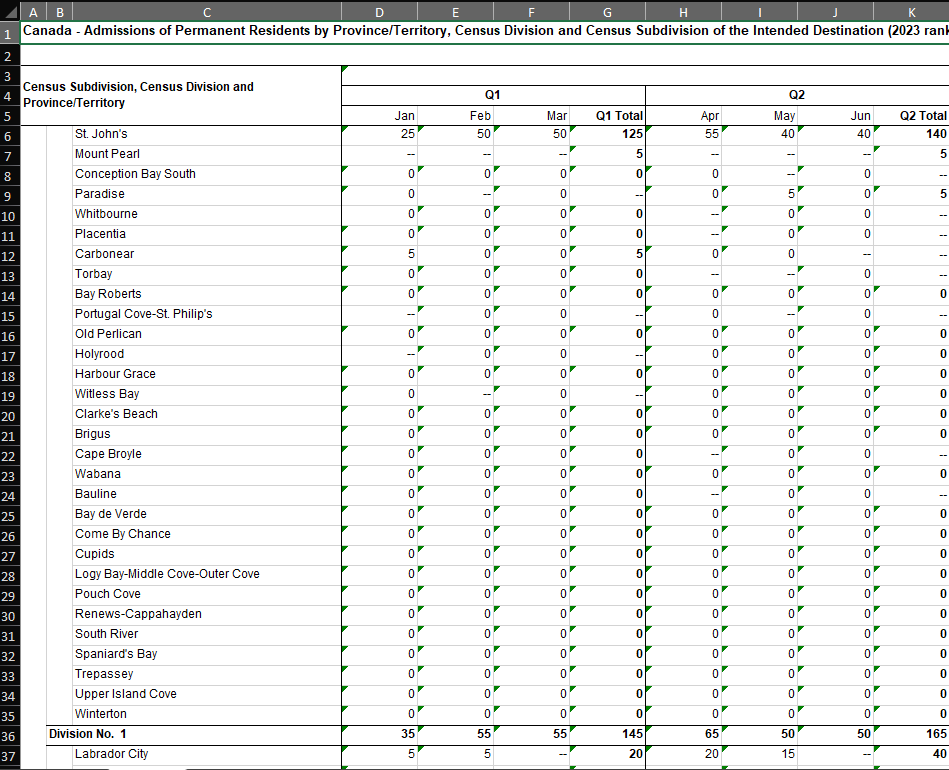 A B C D E F G H I J K
1 Canada - Admissions of Permanent Residents by Province/Territory, Census Division and Census Subdivision of the Intended Destination (2023 rank
2
3
Census Subdivision, Census Division and
4 Q1 Q2
Province/Territory
5 Jan Feb Mar Q1 Total Apr May Jun Q2 Total
6 St. John's 25 50 50 125 55 40 40 140
7 Mount Pearl -- -- -- 5 -- -- -- 5
8 Conception Bay South 0 0 0 0 0 -- 0 --
9 Paradise 0 -- 0 -- 0 5 0 5
10 Whitbourne 0 0 0 0 -- 0 0 --
11 Placentia 0 0 0 0 -- 0 0 --
12 Carbonear 5 0 0 5 0 0 -- --
13 Torbay 0 0 0 0 -- -- 0 --
14 Bay Roberts 0 0 0 0 0 0 0 0
15 Portugal Cove-St. Philip's -- 0 0 -- 0 -- 0 --
16 Old Perlican 0 0 0 0 0 0 0 0
17 Holyrood -- 0 0 -- 0 0 0 0
18 Harbour Grace 0 0 0 0 0 0 0 0
19 Witless Bay 0 -- 0 -- 0 0 0 0
20 Clarke's Beach 0 0 0 0 0 0 0 0
21 Brigus 0 0 0 0 0 0 0 0
22 Cape Broyle 0 0 0 0 -- 0 0 --
23 Wabana 0 0 0 0 0 0 0 0
24 Bauline 0 0 0 0 -- 0 0 --
25 Bay de Verde 0 0 0 0 0 0 0 0
26 Come By Chance 0 0 0 0 0 0 0 0
27 Cupids 0 0 0 0 0 0 0 0
28 Logy Bay-Middle Cove-Outer Cove 0 0 0 0 0 0 0 0
29 Pouch Cove 0 0 0 0 0 0 0 0
30 Renews-Cappahayden 0 0 0 0 0 0 0 0
31 South River 0 0 0 0 0 0 0 0
32 Spaniard's Bay 0 0 0 0 0 0 0 0
33 Trepassey 0 0 0 0 0 0 0 0
34 Upper Island Cove 0 0 0 0 0 0 0 0
35 Winterton 0 0 0 0 0 0 0 0
36 Division No. 1 35 55 55 145 65 50 50 165
37 Labrador City 5 5 -- 20 20 15 -- 40